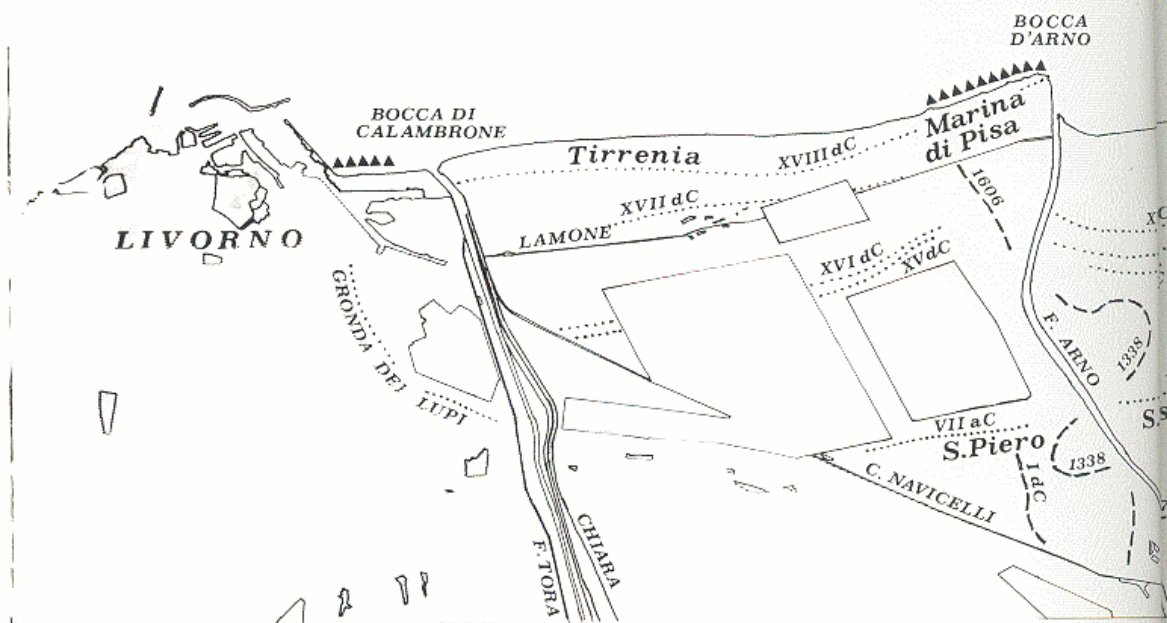 BOCCA
D'ARNO
BOCCA DI
CALAMBRONE
Marina
di Pisa
Tirrenia
XVIII dC
1606
XVII dC
LIVORNO
LAMONE
XVI dC
XV dC
GRONDA DEI
LUPI
F. ARNO
1338
VII aC
S.Piero
1338
I dC
C. NAVICELLI
CHIARA
F. TORA